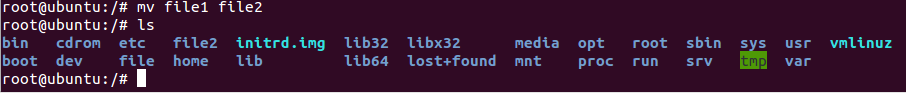 root@ubuntu:/# mv file1 file2
root@ubuntu:/# ls
bin cdrom etc file2 initrd.img lib32 libx32 media opt root sbin sys usr vmlinuz
boot dev file home lib lib64 lost+found mnt proc run srv tmp var
root@ubuntu:/#